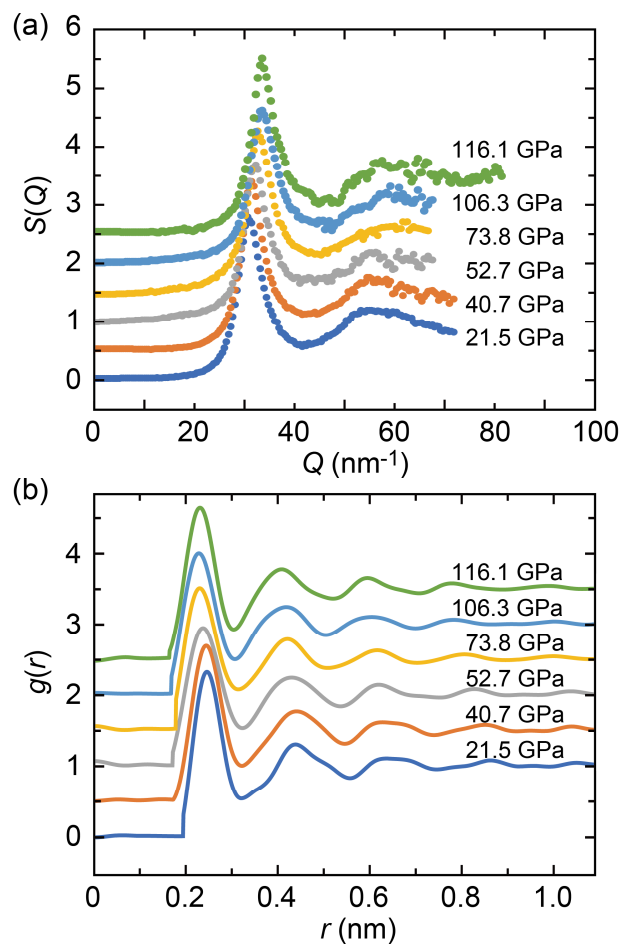 (a)
6
5
4
3
2
1
0
S(Q)
116.1 GPa
106.3 GPa
73.8 GPa
52.7 GPa
40.7 GPa
21.5 GPa
0 20 40 60 80 100
Q (nm-1)
(b)
4
3
2
1
0
g(r)
116.1 GPa
106.3 GPa
73.8 GPa
52.7 GPa
40.7 GPa
21.5 GPa
0 0.2 0.4 0.6 0.8 1.0
r (nm)